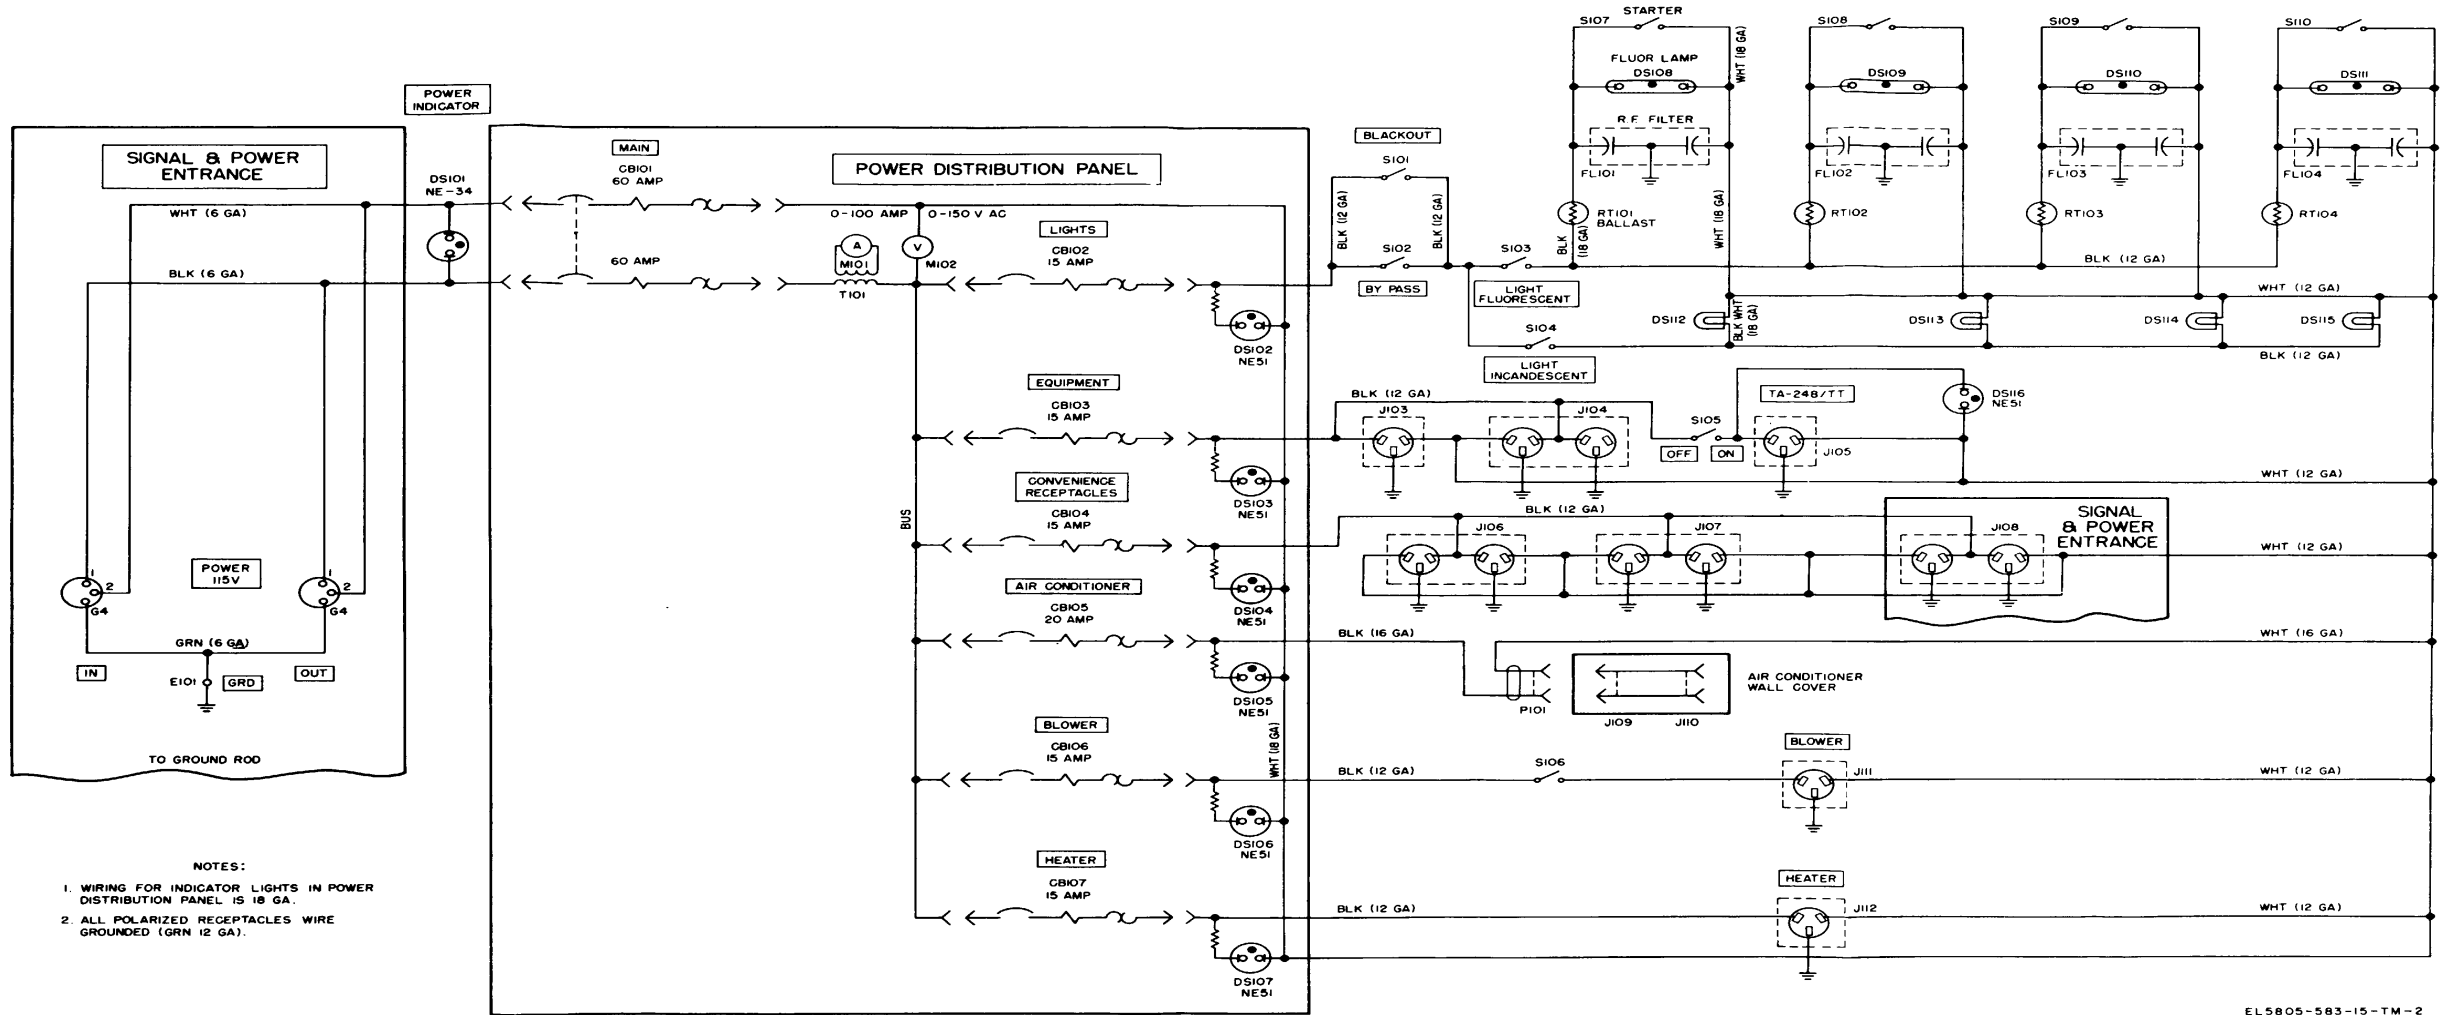 POWER
INDICATOR
SIGNAL & POWER
ENTRANCE
WHT (6 GA)
BLK (6 GA)
POWER
115V
1
2
G4
1
2
G4
GRN (6 GA)
IN
E101
GRD
OUT
TO GROUND ROD
DS101
NE-34
NOTES:
1. WIRING FOR INDICATOR LIGHTS IN POWER
DISTRIBUTION PANEL IS 18 GA.
2. ALL POLARIZED RECEPTACLES WIRE
GROUNDED (GRN 12 GA).
MAIN
CB101
60 AMP
60 AMP
POWER DISTRIBUTION PANEL
0-100 AMP
0-150 V AC
A
M101
T101
V
M102
LIGHTS
CB102
15 AMP
DS102
NE51
EQUIPMENT
CB103
15 AMP
DS103
NE51
CONVENIENCE
RECEPTACLES
CB104
15 AMP
DS104
NE51
BUS
AIR CONDITIONER
CB105
20 AMP
DS105
NE51
BLOWER
CB106
15 AMP
WHT (18 GA)
DS106
NE51
HEATER
CB107
15 AMP
DS107
NE51
BLACKOUT
S101
BLK (12 GA)
BLK (12 GA)
S102
BY PASS
S103
LIGHT
FLUORESCENT
S104
LIGHT
INCANDESCENT
STARTER
S107
WHT (18 GA)
FLUOR LAMP
DS108
R.F. FILTER
FL101
RT101
BALLAST
BLK
(18 GA)
WHT (18 GA)
BLK WHT
(18 GA)
S108
DS109
FL102
RT102
S109
DS110
FL103
RT103
S110
DS111
FL104
RT104
BLK (12 GA)
WHT (12 GA)
DS112
DS113
DS114
DS115
BLK (12 GA)
BLK (12 GA)
J103
J104
S105
OFF
ON
TA-248/TT
J105
DS116
NE51
WHT (12 GA)
BLK (12 GA)
J106
J107
J108
SIGNAL
& POWER
ENTRANCE
WHT (12 GA)
BLK (16 GA)
WHT (16 GA)
P101
J109
J110
AIR CONDITIONER
WALL COVER
BLK (12 GA)
S106
BLOWER
J111
WHT (12 GA)
BLK (12 GA)
HEATER
J112
WHT (12 GA)
EL5805-583-15-TM-2